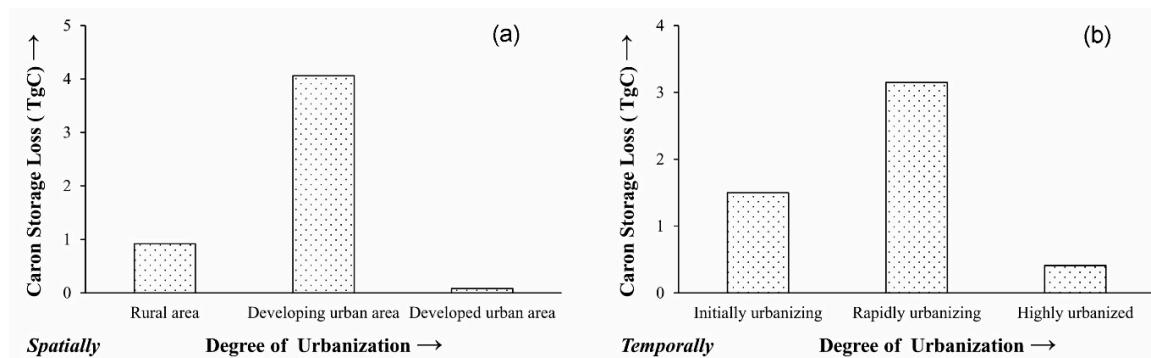 (a)
Caron Storage Loss ( TgC) →
5
4
3
2
1
0
Rural area Developing urban area Developed urban area
Spatially Degree of Urbanization →
(b)
Caron Storage Loss ( TgC) →
4
3
2
1
0
Initially urbanizing Rapidly urbanizing Highly urbanized
Temporally Degree of Urbanization →